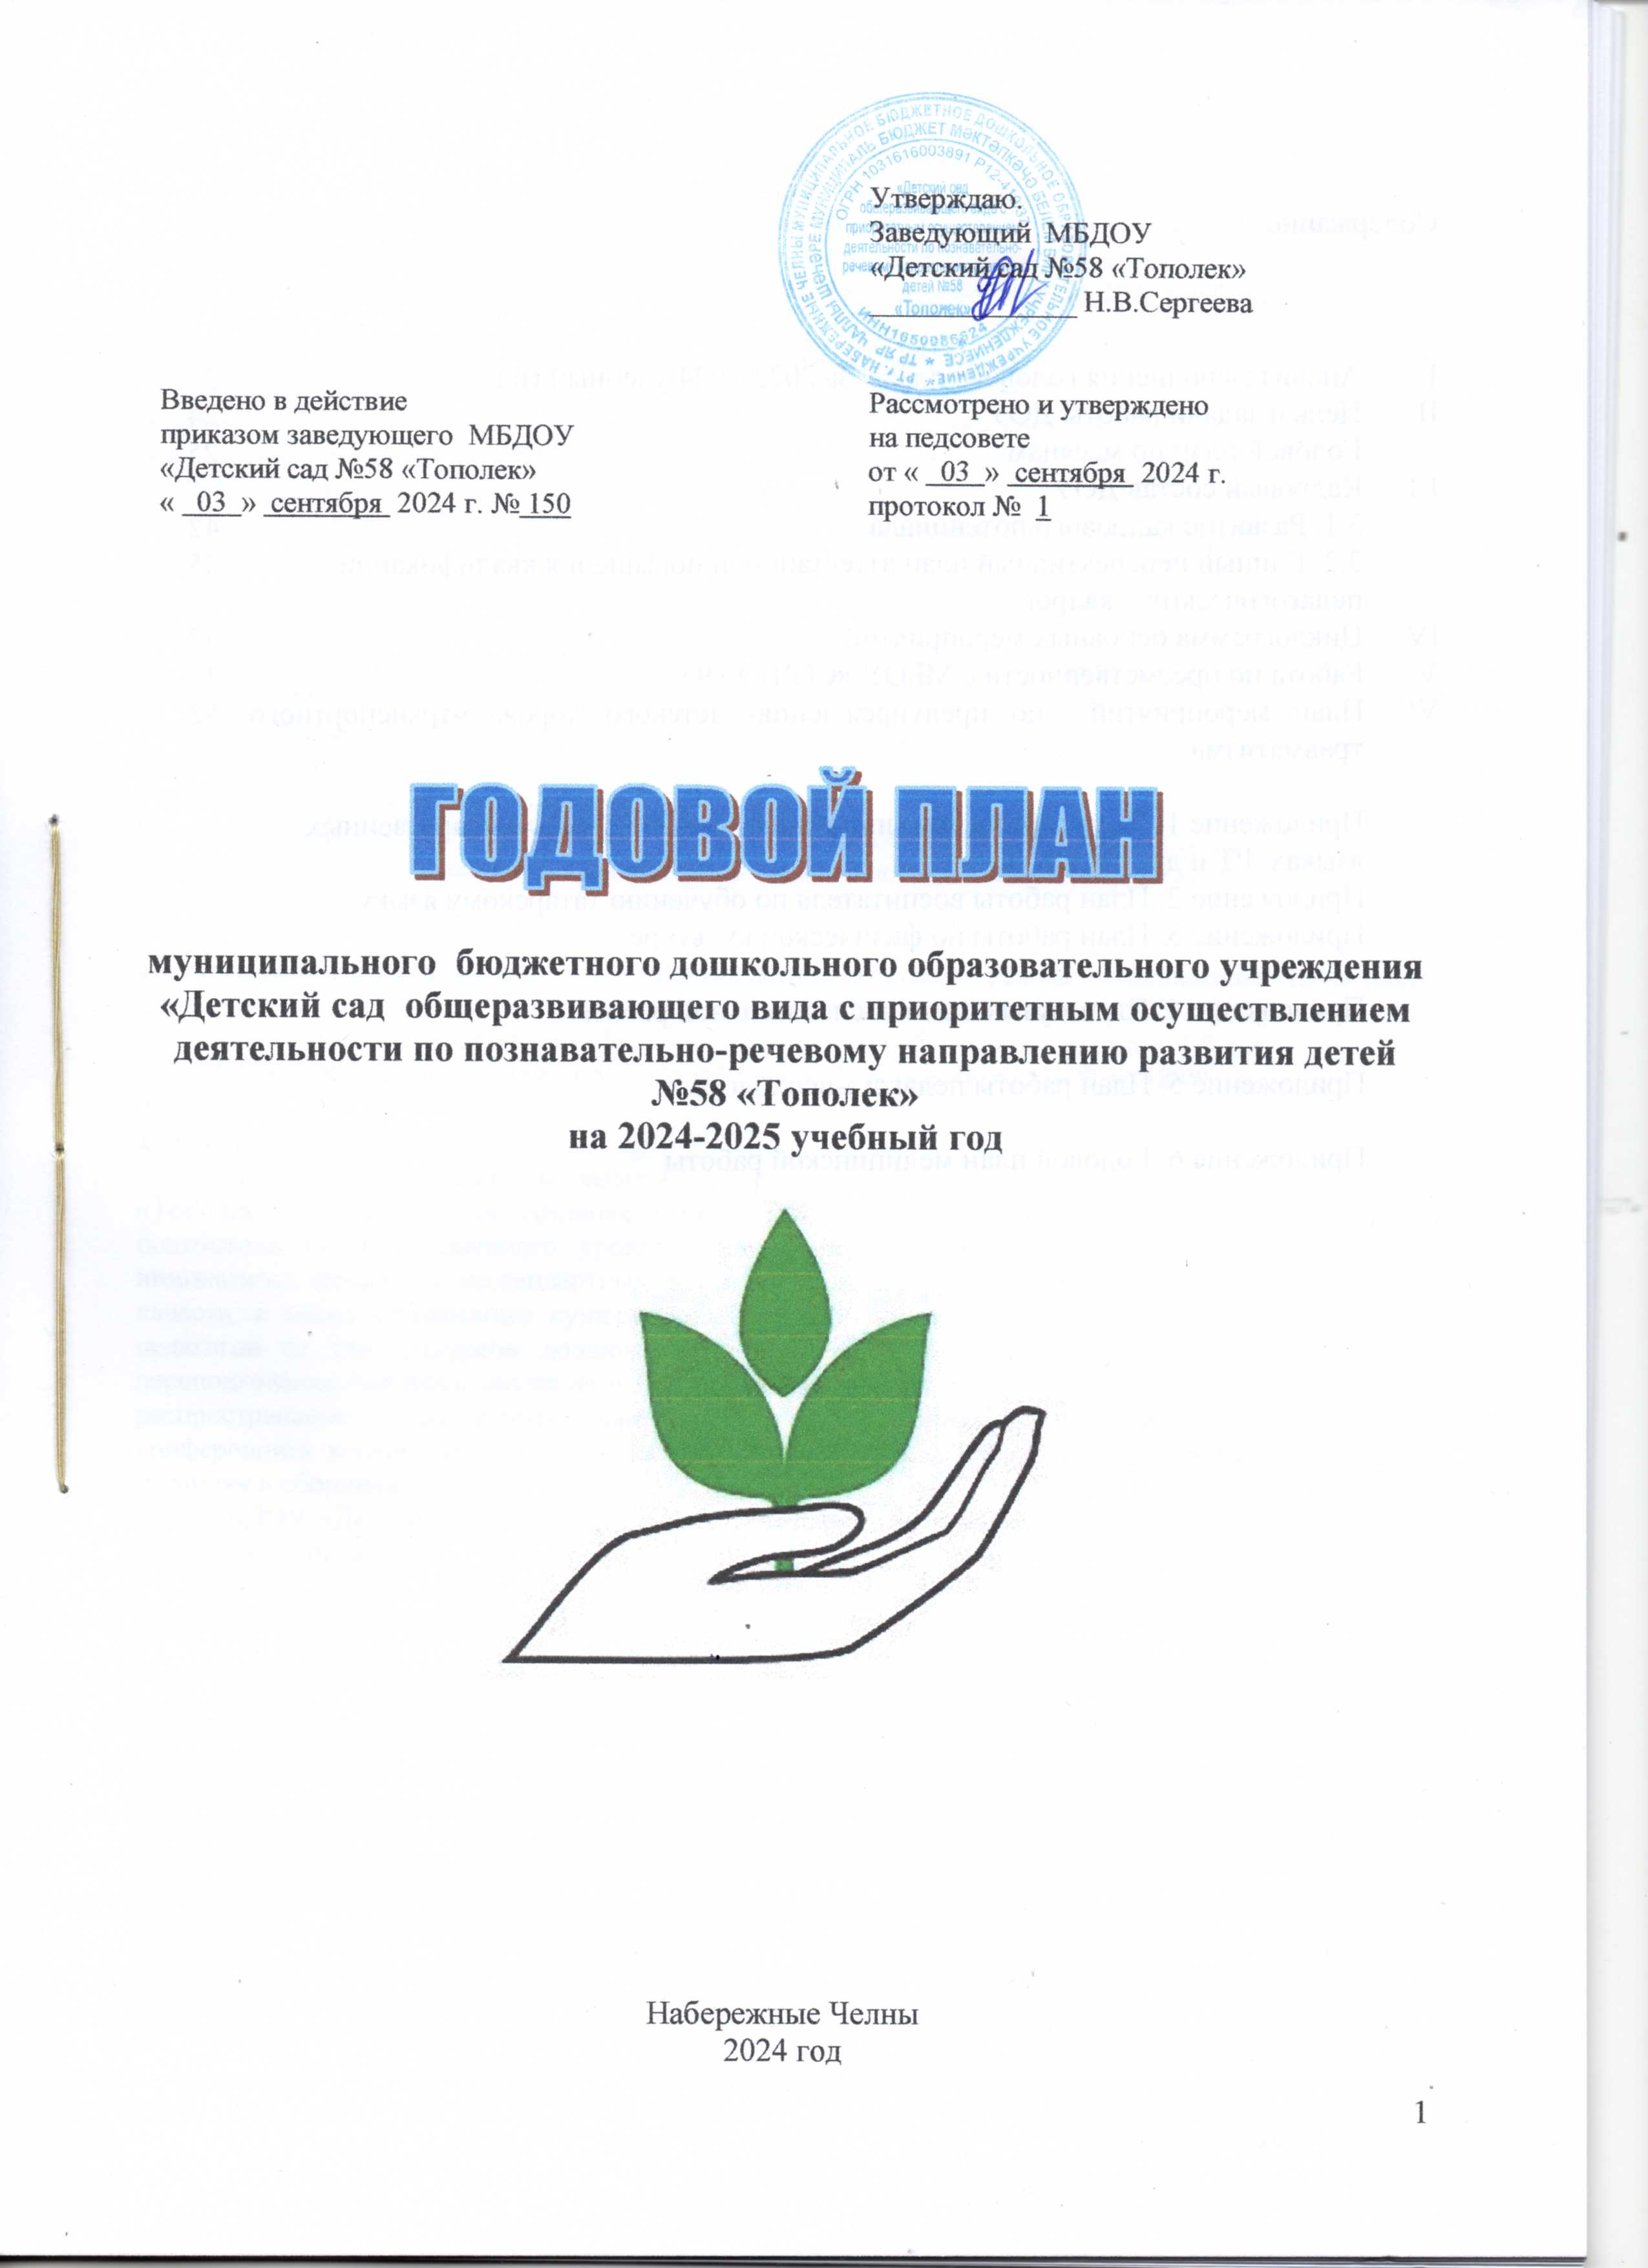 Утверждаю.
Заведующий МБДОУ
«Детский сад №58 «Тополек»
_______________ Н.В.Сергеева
Введено в действие
приказом заведующего МБДОУ
«Детский сад №58 «Тополек»
« 03 » сентября 2024 г. № 150
Рассмотрено и утверждено
на педсовете
от « 03 » сентября 2024 г.
протокол № 1
ГОДОВОЙ ПЛАН
муниципального бюджетного дошкольного образовательного учреждения
«Детский сад общеразвивающего вида с приоритетным осуществлением
деятельности по познавательно-речевому направлению развития детей
№58 «Тополек»
на 2024-2025 учебный год
Набережные Челны
2024 год
1